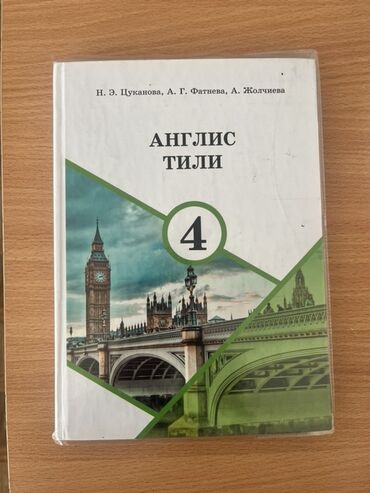 Н. Э. Цуканова, А. Г. Фатнева, А. Жолчиева
АНГЛИС
ТИЛИ
4